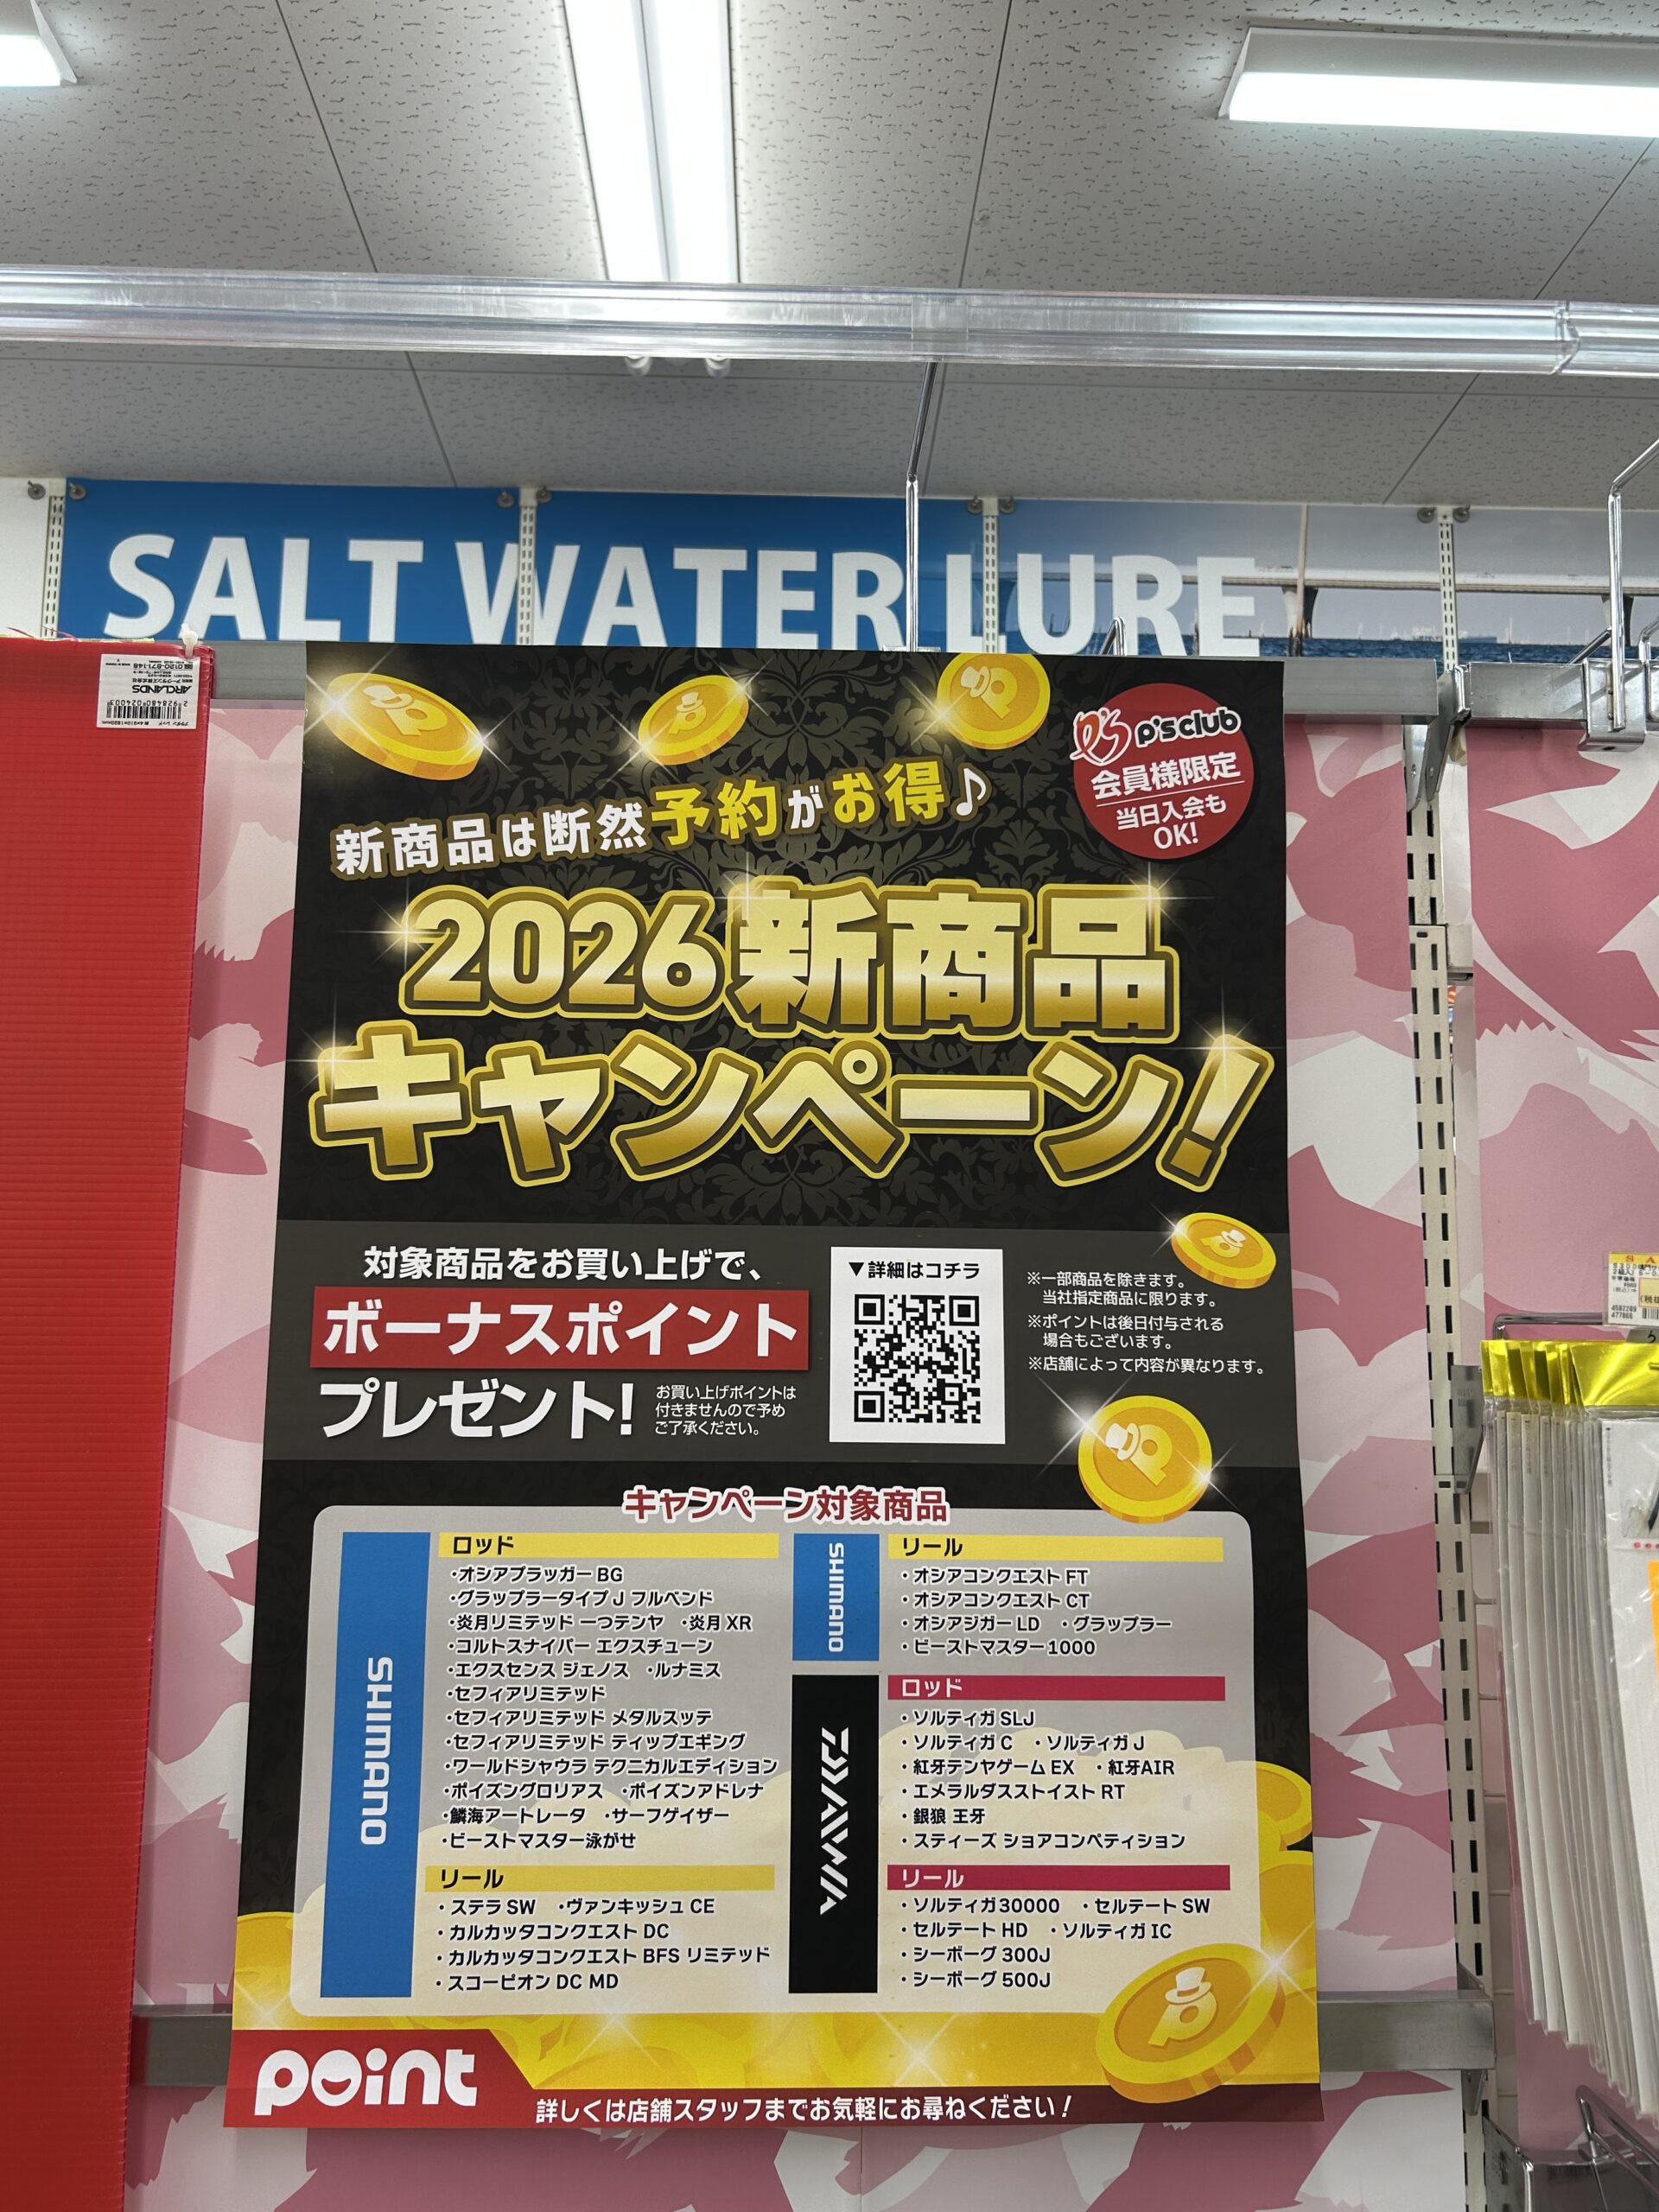 SALT WATER LURE
ARCLANDS
p'sclub
会員様限定
当日入会も
OK!
新商品は断然予約がお得♪
2026新商品
キャンペーン!
対象商品をお買い上げで、
ボーナスポイント
プレゼント!
お買い上げポイントは
付きませんので予め
ご了承ください。
▼詳細はコチラ
※一部商品を除きます。
当社指定商品に限ります。
※ポイントは後日付与される
場合もございます。
※店舗によって内容が異なります。
キャンペーン対象商品
SHIMANO
ロッド
・オシアプラッガー BG
・グラップラータイプ J フルベンド
・炎月リミテッド 一つテンヤ ・炎月 XR
・コルトスナイパー エクスチューン
・エクスセンス ジェノス ・ルナミス
・セフィアリミテッド
・セフィアリミテッド メタルスッテ
・セフィアリミテッド ティップエギング
・ワールドシャウラ テクニカルエディション
・ポイズングロリアス ・ポイズンアドレナ
・鱗海アートレータ ・サーフゲイザー
・ビーストマスター泳がせ
リール
・ステラ SW ・ヴァンキッシュ CE
・カルカッタコンクエスト DC
・カルカッタコンクエスト BFS リミテッド
・スコーピオン DC MD
SHIMANO
リール
・オシアコンクエスト FT
・オシアコンクエスト CT
・オシアジガー LD ・グラップラー
・ビーストマスター1000
DAIWA
ロッド
・ソルティガ SLJ
・ソルティガ C ・ソルティガ J
・紅牙テンヤゲーム EX ・紅牙AIR
・エメラルダスストイスト RT
・銀狼 王牙
・スティーズ ショアコンペティション
リール
・ソルティガ30000 ・セルテート SW
・セルテート HD ・ソルティガ IC
・シーボーグ 300J
・シーボーグ 500J
point
詳しくは店舗スタッフまでお気軽にお尋ねください!